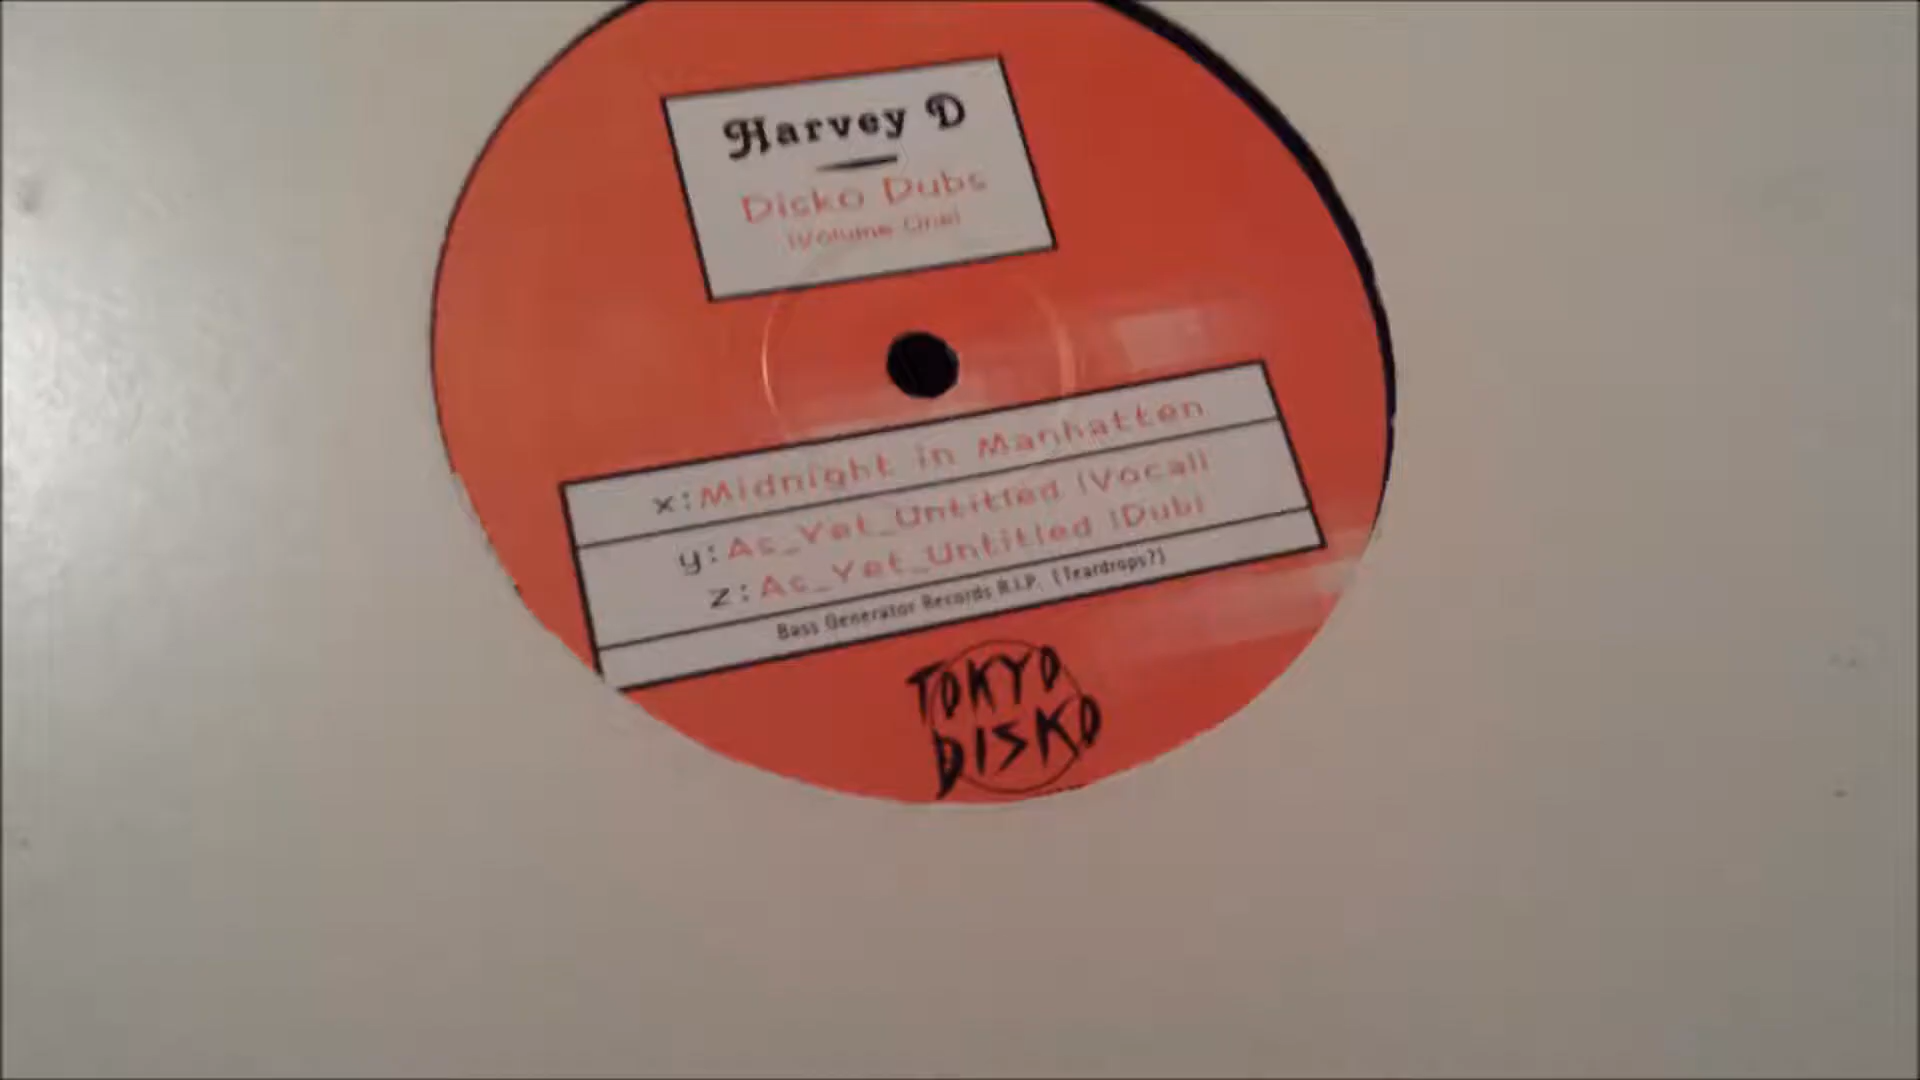 Harvey D
Disko Dubs
(Volume One)
x:Midnight in Manhatten
y:As_Yet_Untitled (Vocal)
z:As_Yet_Untitled (Dub)
Bass Generator Records R.I.P. (Teardrops?)
TOKYO
DISKO